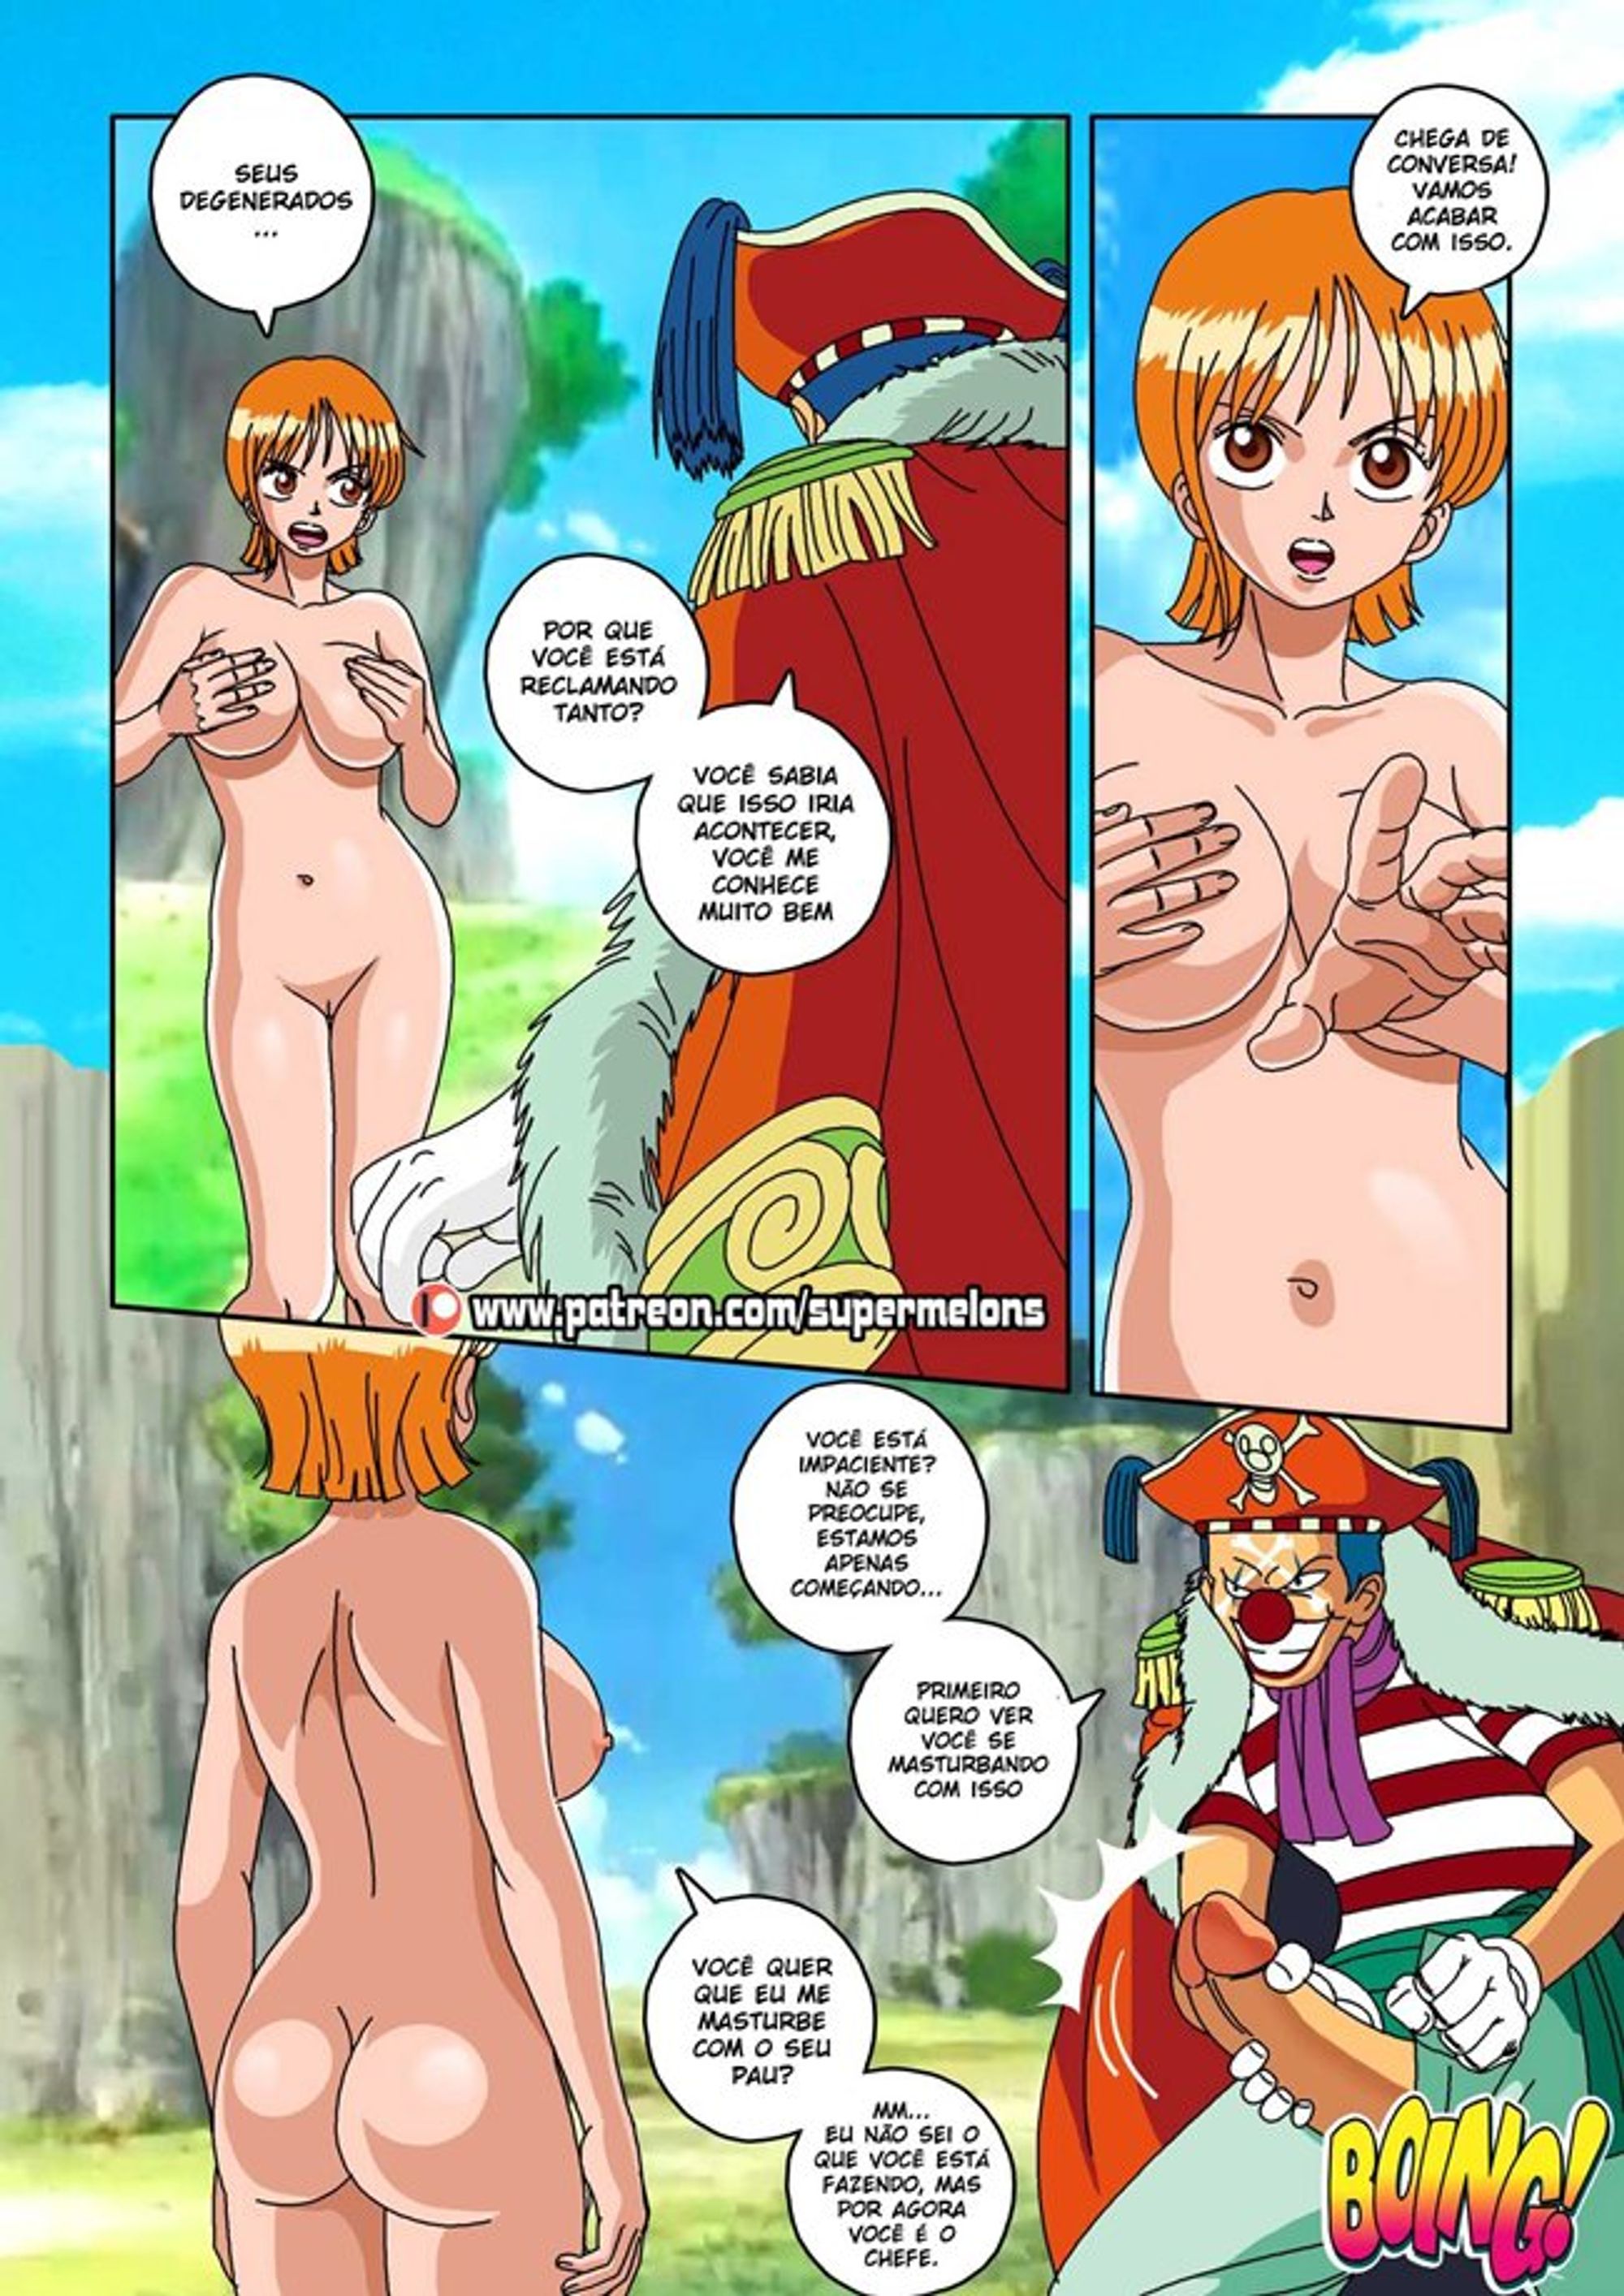 SEUS
DEGENERADOS
...
POR QUE
VOCÊ ESTÁ
RECLAMANDO
TANTO?
VOCÊ SABIA
QUE ISSO IRIA
ACONTECER,
VOCÊ ME
CONHECE
MUITO BEM
CHEGA DE
CONVERSA!
VAMOS
ACABAR
COM ISSO.
www.patreon.com/supermelons
VOCÊ ESTÁ
IMPACIENTE?
NÃO SE
PREOCUPE,
ESTAMOS
APENAS
COMEÇANDO...
PRIMEIRO
QUERO VER
VOCÊ SE
MASTURBANDO
COM ISSO
VOCÊ QUER
QUE EU ME
MASTURBE
COM O SEU
PAU?
MM...
EU NÃO SEI O
QUE VOCÊ ESTÁ
FAZENDO, MAS
POR AGORA
VOCÊ É O
CHEFE.
BOING!